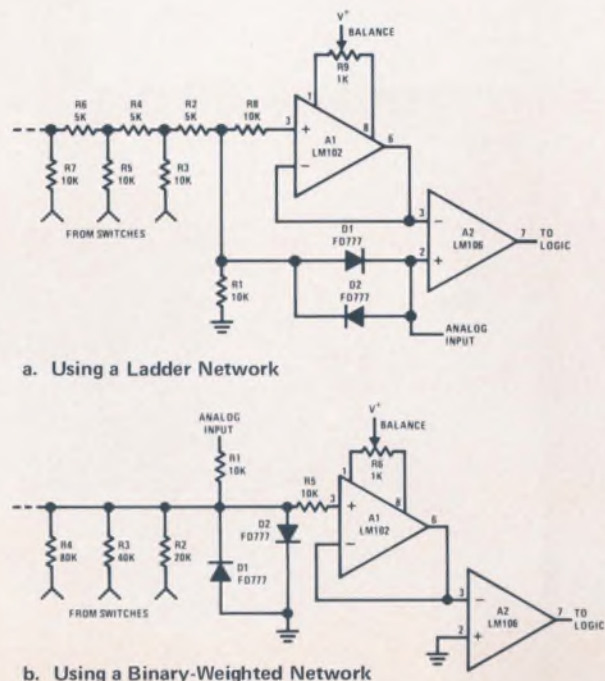 V+
BALANCE
R9
1K
R6
5K
R4
5K
R2
5K
R8
10K
1
8
3
+
A1
LM102
6
−
R7
10K
R5
10K
R3
10K
FROM SWITCHES
3
−
A2
LM106
7
TO
LOGIC
2
+
D1
FD777
D2
FD777
R1
10K
ANALOG
INPUT
a. Using a Ladder Network
ANALOG
INPUT
V+
BALANCE
R1
10K
R6
1K
R5
10K
1
8
3
+
A1
LM102
6
−
R4
80K
R3
40K
R2
20K
D2
FD777
D1
FD777
FROM SWITCHES
3
−
A2
LM106
7
TO
LOGIC
2
+
b. Using a Binary-Weighted Network